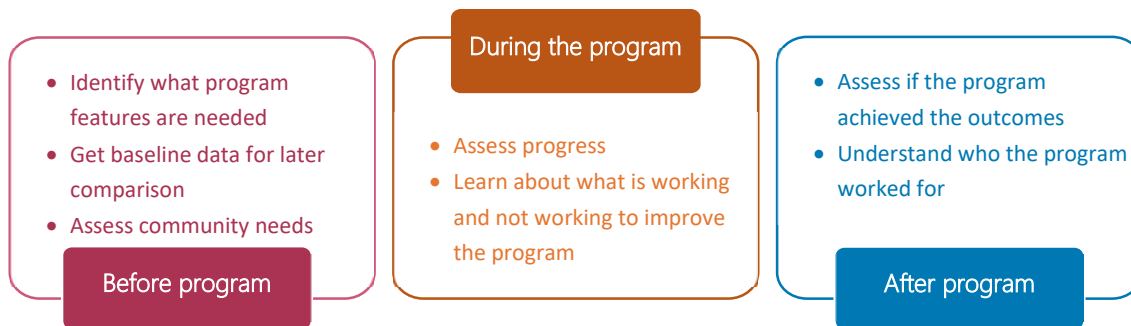 • Identify what program
features are needed
• Get baseline data for later
comparison
• Assess community needs
Before program
During the program
• Assess progress
• Learn about what is working
and not working to improve
the program
• Assess if the program
achieved the outcomes
• Understand who the program
worked for
After program